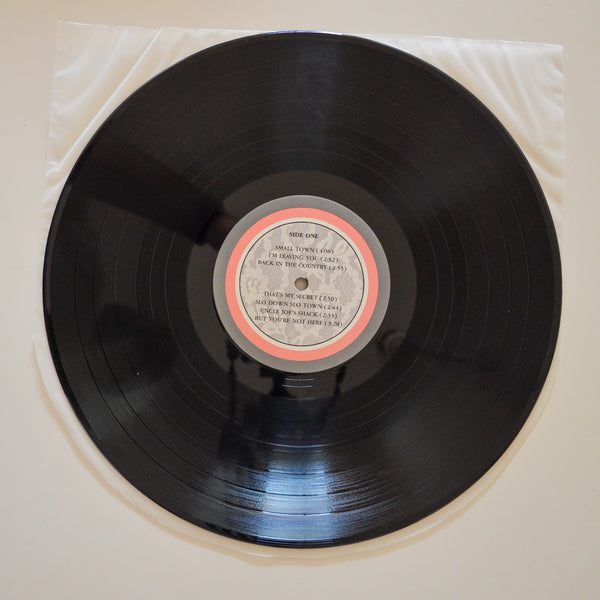 SIDE ONE
SMALL TOWN (4:06)
I'M LEAVING YOU (2:52)
BACK IN THE COUNTRY (2:55)
THAT'S MY SECRET (2:50)
SLO DOWN SLO TOWN (2:44)
UNCLE JOE'S SHACK (2:33)
BUT YOU'RE NOT HERE (3:28)